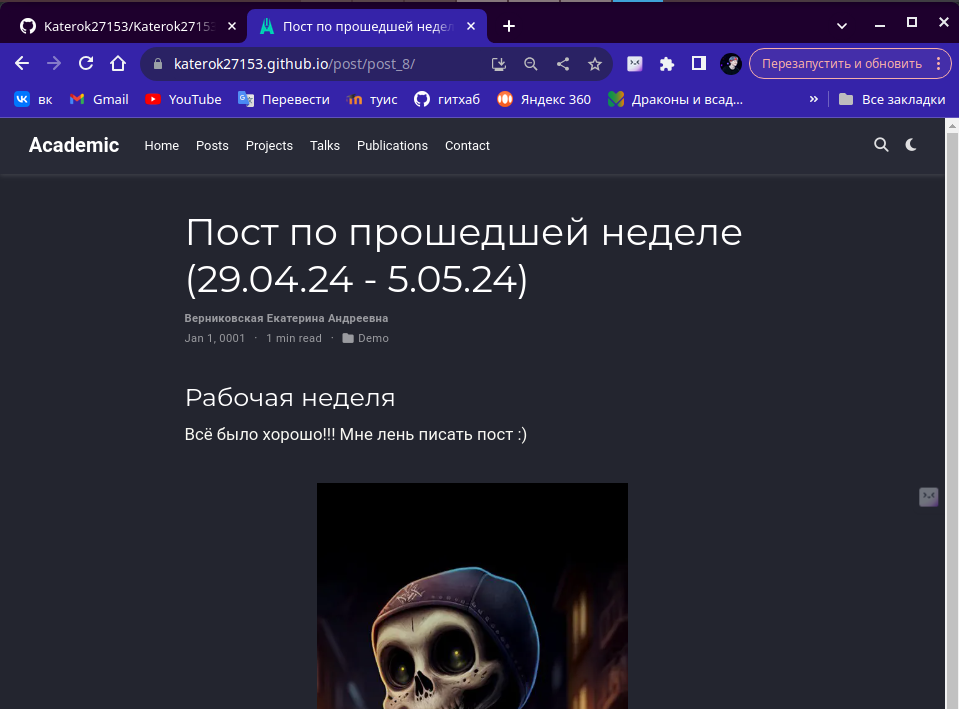 Katerok27153/Katerok27153
Пост по прошедшей недел
katerok27153.github.io/post/post_8/
Перезапустить и обновить
вк
Gmail
YouTube
Перевести
туис
гитхаб
Яндекс 360
Драконы и всад...
»
Все закладки
Academic
Home
Posts
Projects
Talks
Publications
Contact
Пост по прошедшей неделе
(29.04.24 - 5.05.24)
Верниковская Екатерина Андреевна
Jan 1, 0001 · 1 min read · Demo
Рабочая неделя
Всё было хорошо!!! Мне лень писать пост :)